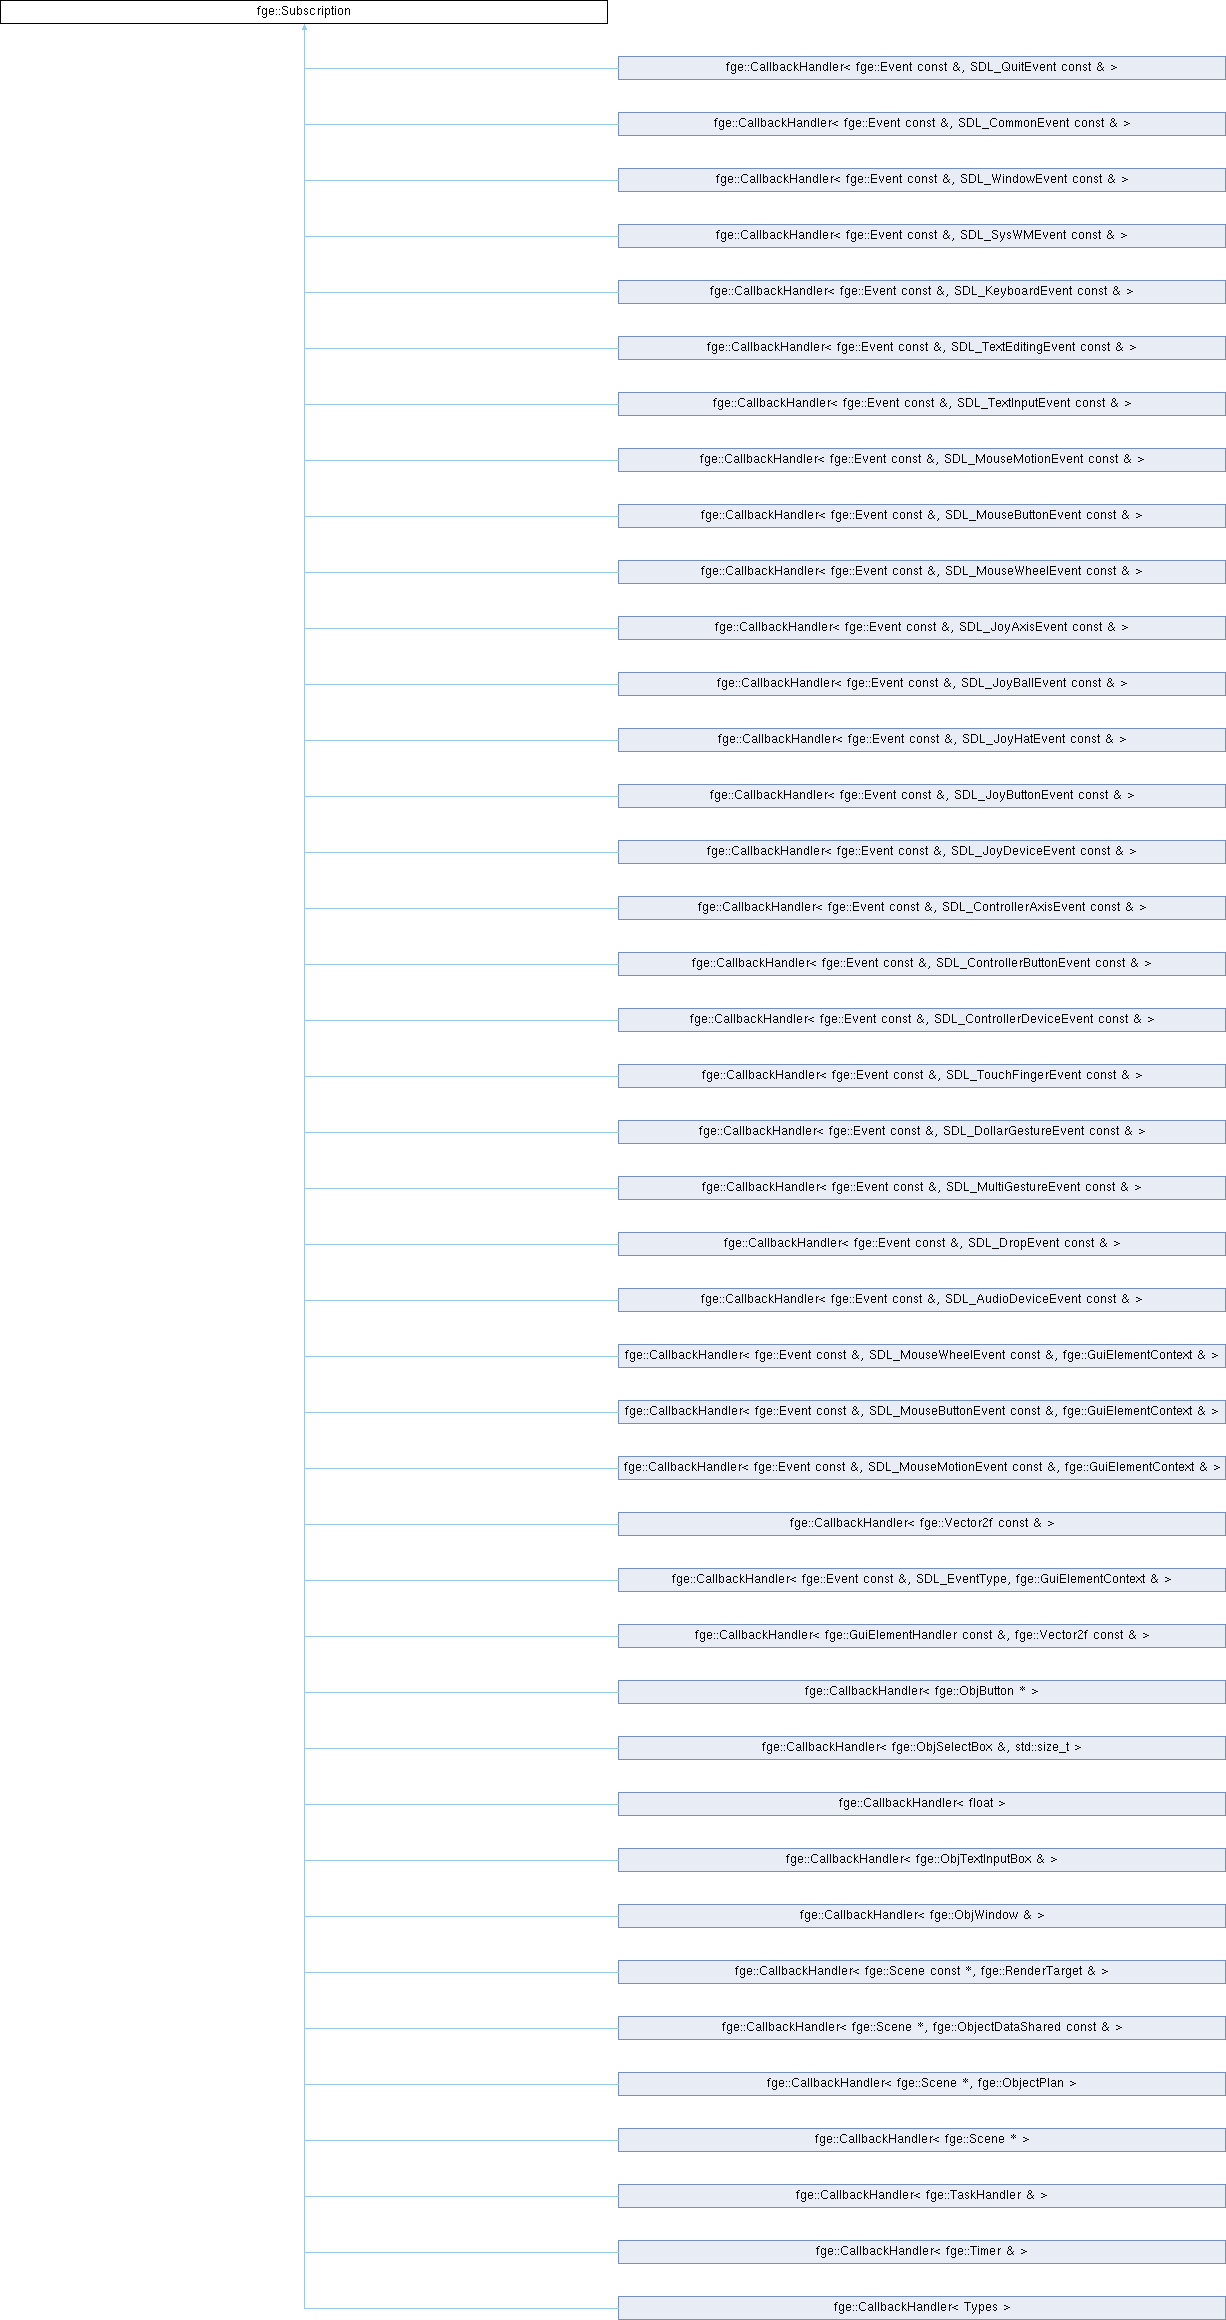 fge::Subscription
fge::CallbackHandler< fge::Event const &, SDL_QuitEvent const & >
fge::CallbackHandler< fge::Event const &, SDL_CommonEvent const & >
fge::CallbackHandler< fge::Event const &, SDL_WindowEvent const & >
fge::CallbackHandler< fge::Event const &, SDL_SysWMEvent const & >
fge::CallbackHandler< fge::Event const &, SDL_KeyboardEvent const & >
fge::CallbackHandler< fge::Event const &, SDL_TextEditingEvent const & >
fge::CallbackHandler< fge::Event const &, SDL_TextInputEvent const & >
fge::CallbackHandler< fge::Event const &, SDL_MouseMotionEvent const & >
fge::CallbackHandler< fge::Event const &, SDL_MouseButtonEvent const & >
fge::CallbackHandler< fge::Event const &, SDL_MouseWheelEvent const & >
fge::CallbackHandler< fge::Event const &, SDL_JoyAxisEvent const & >
fge::CallbackHandler< fge::Event const &, SDL_JoyBallEvent const & >
fge::CallbackHandler< fge::Event const &, SDL_JoyHatEvent const & >
fge::CallbackHandler< fge::Event const &, SDL_JoyButtonEvent const & >
fge::CallbackHandler< fge::Event const &, SDL_JoyDeviceEvent const & >
fge::CallbackHandler< fge::Event const &, SDL_ControllerAxisEvent const & >
fge::CallbackHandler< fge::Event const &, SDL_ControllerButtonEvent const & >
fge::CallbackHandler< fge::Event const &, SDL_ControllerDeviceEvent const & >
fge::CallbackHandler< fge::Event const &, SDL_TouchFingerEvent const & >
fge::CallbackHandler< fge::Event const &, SDL_DollarGestureEvent const & >
fge::CallbackHandler< fge::Event const &, SDL_MultiGestureEvent const & >
fge::CallbackHandler< fge::Event const &, SDL_DropEvent const & >
fge::CallbackHandler< fge::Event const &, SDL_AudioDeviceEvent const & >
fge::CallbackHandler< fge::Event const &, SDL_MouseWheelEvent const &, fge::GuiElementContext & >
fge::CallbackHandler< fge::Event const &, SDL_MouseButtonEvent const &, fge::GuiElementContext & >
fge::CallbackHandler< fge::Event const &, SDL_MouseMotionEvent const &, fge::GuiElementContext & >
fge::CallbackHandler< fge::Vector2f const & >
fge::CallbackHandler< fge::Event const &, SDL_EventType, fge::GuiElementContext & >
fge::CallbackHandler< fge::GuiElementHandler const &, fge::Vector2f const & >
fge::CallbackHandler< fge::ObjButton * >
fge::CallbackHandler< fge::ObjSelectBox &, std::size_t >
fge::CallbackHandler< float >
fge::CallbackHandler< fge::ObjTextInputBox & >
fge::CallbackHandler< fge::ObjWindow & >
fge::CallbackHandler< fge::Scene const *, fge::RenderTarget & >
fge::CallbackHandler< fge::Scene *, fge::ObjectDataShared const & >
fge::CallbackHandler< fge::Scene *, fge::ObjectPlan >
fge::CallbackHandler< fge::Scene * >
fge::CallbackHandler< fge::TaskHandler & >
fge::CallbackHandler< fge::Timer & >
fge::CallbackHandler< Types >